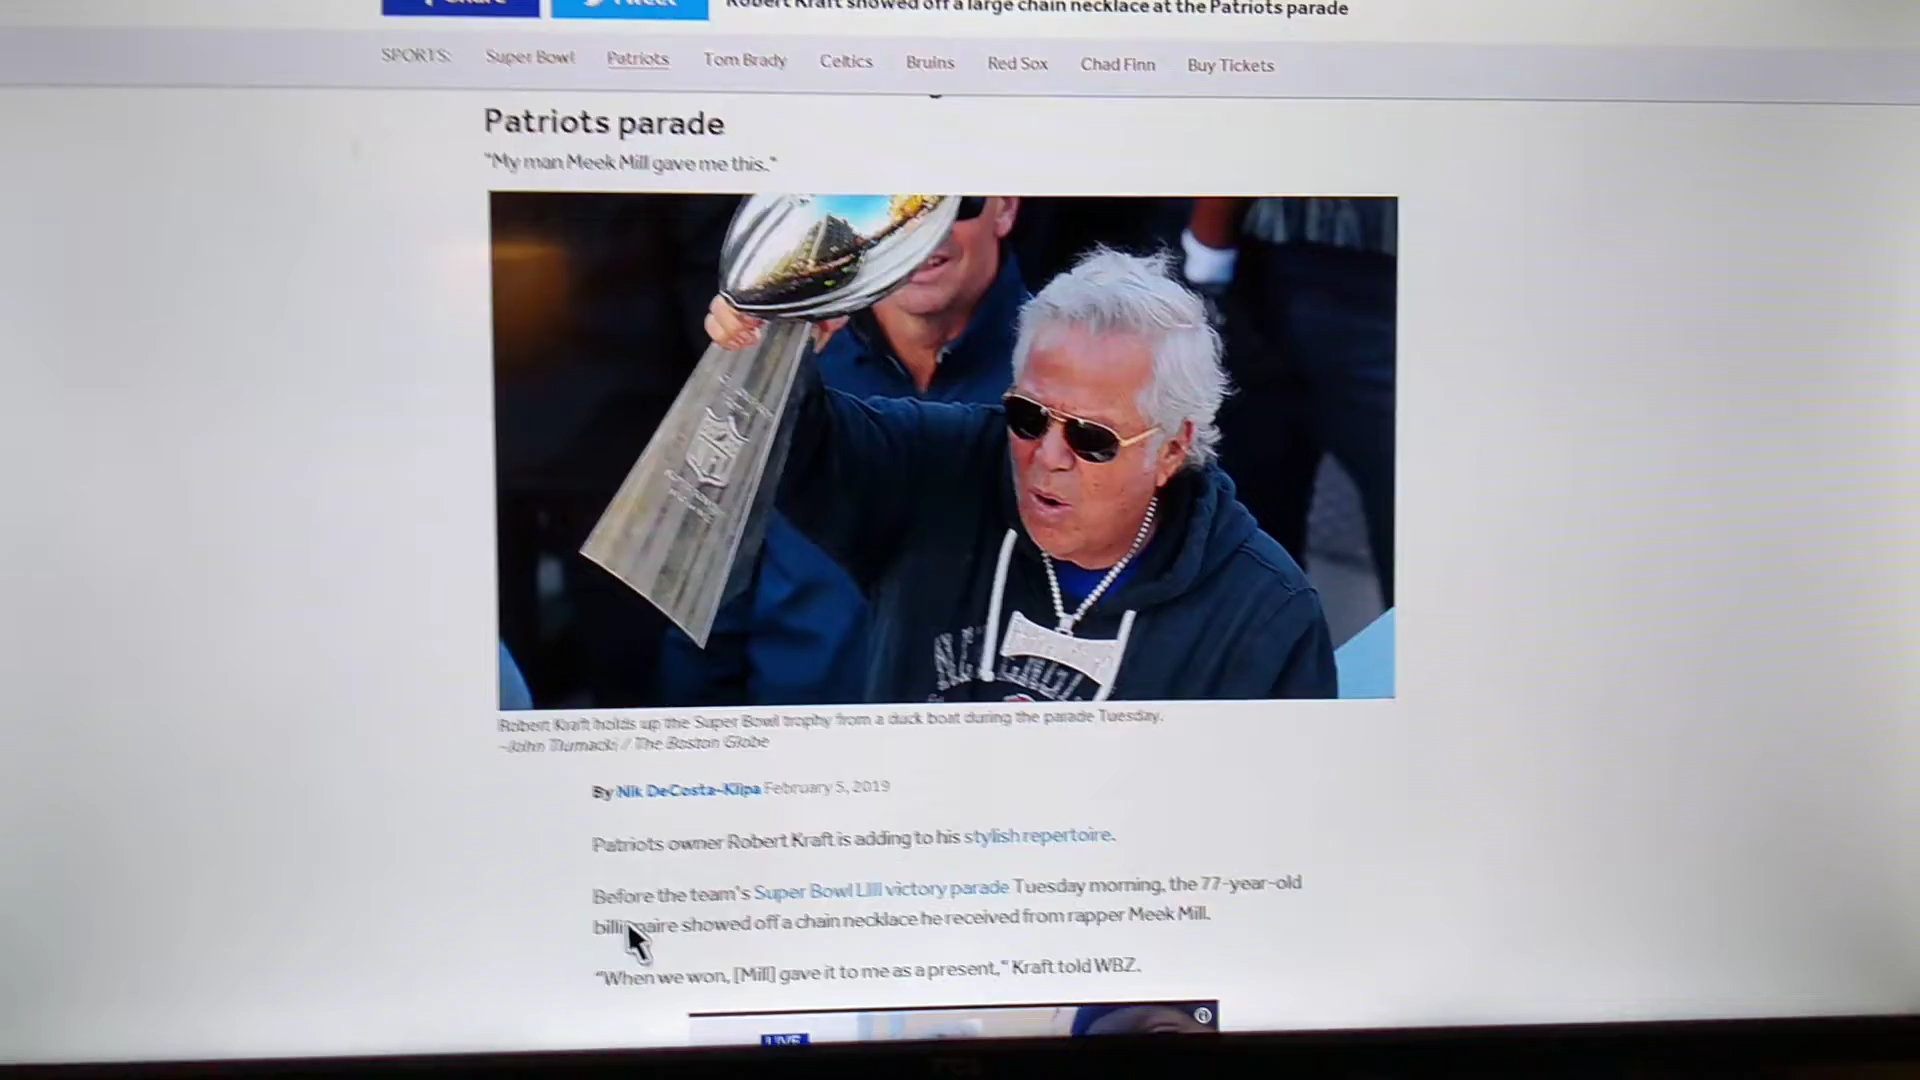 Share
Tweet
Robert Kraft showed off a large chain necklace at the Patriots parade
SPORTS: Super Bowl Patriots Tom Brady Celtics Bruins Red Sox Chad Finn Buy Tickets
Patriots parade
"My man Meek Mill gave me this."
Robert Kraft holds up the Super Bowl trophy from a duck boat during the parade Tuesday.
–John Tlumacki / The Boston Globe
By Nik DeCosta-Klipa February 5, 2019
Patriots owner Robert Kraft is adding to his stylish repertoire.
Before the team's Super Bowl LIII victory parade Tuesday morning, the 77-year-old
billionaire showed off a chain necklace he received from rapper Meek Mill.
"When we won, [Mill] gave it to me as a present," Kraft told WBZ.
LIVE